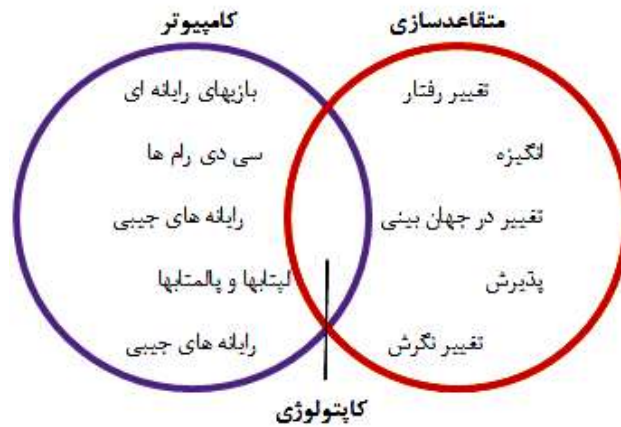 متقاعدسازی
کامپیوتر
تغییر رفتار
انگیزه
تغییر در جهان بینی
پذیرش
تغییر نگرش
بازیهای رایانه ای
سی دی رام ها
رایانه های جیبی
لپتابها و پالمتابها
رایانه های جیبی
کاپتولوژی